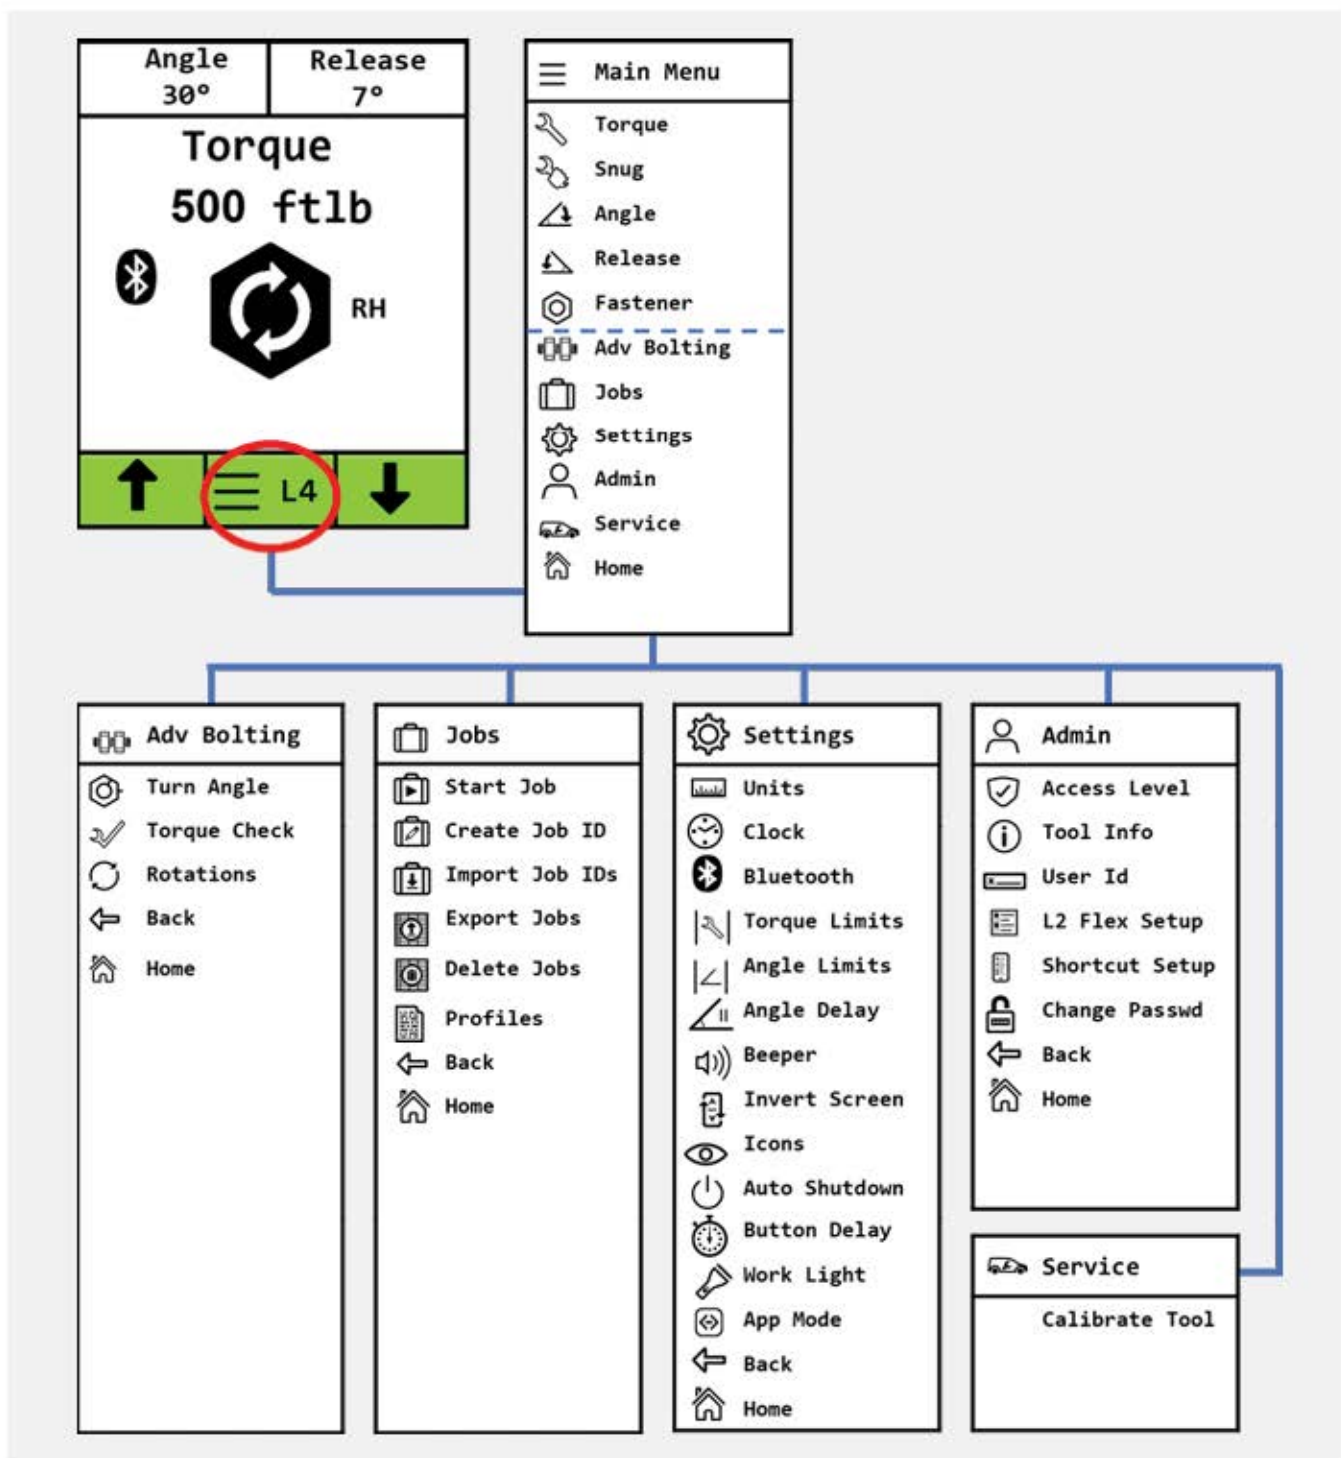 Angle
30°
Release
7°
Torque
500 ftlb
RH
L4
Main Menu
Torque
Snug
Angle
Release
Fastener
Adv Bolting
Jobs
Settings
Admin
Service
Home
Adv Bolting
Turn Angle
Torque Check
Rotations
Back
Home
Jobs
Start Job
Create Job ID
Import Job IDs
Export Jobs
Delete Jobs
Profiles
Back
Home
Settings
Units
Clock
Bluetooth
Torque Limits
Angle Limits
Angle Delay
Beeper
Invert Screen
Icons
Auto Shutdown
Button Delay
Work Light
App Mode
Back
Home
Admin
Access Level
Tool Info
User Id
L2 Flex Setup
Shortcut Setup
Change Passwd
Back
Home
Service
Calibrate Tool